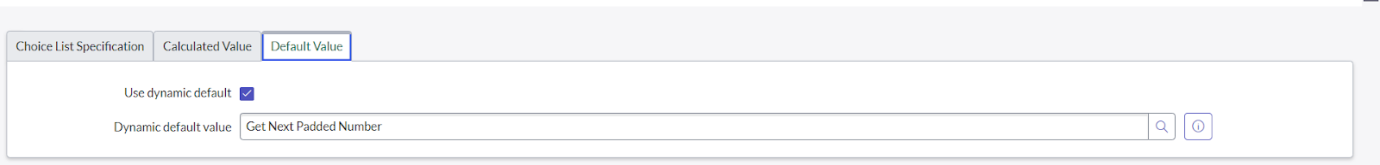 Choice List Specification Calculated Value Default Value
Use dynamic default
Dynamic default value Get Next Padded Number